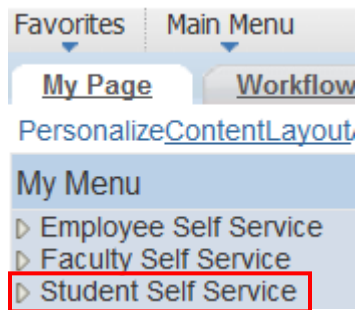 Favorites Main Menu
My Page Workflow
PersonalizeContentLayout
My Menu
Employee Self Service
Faculty Self Service
Student Self Service